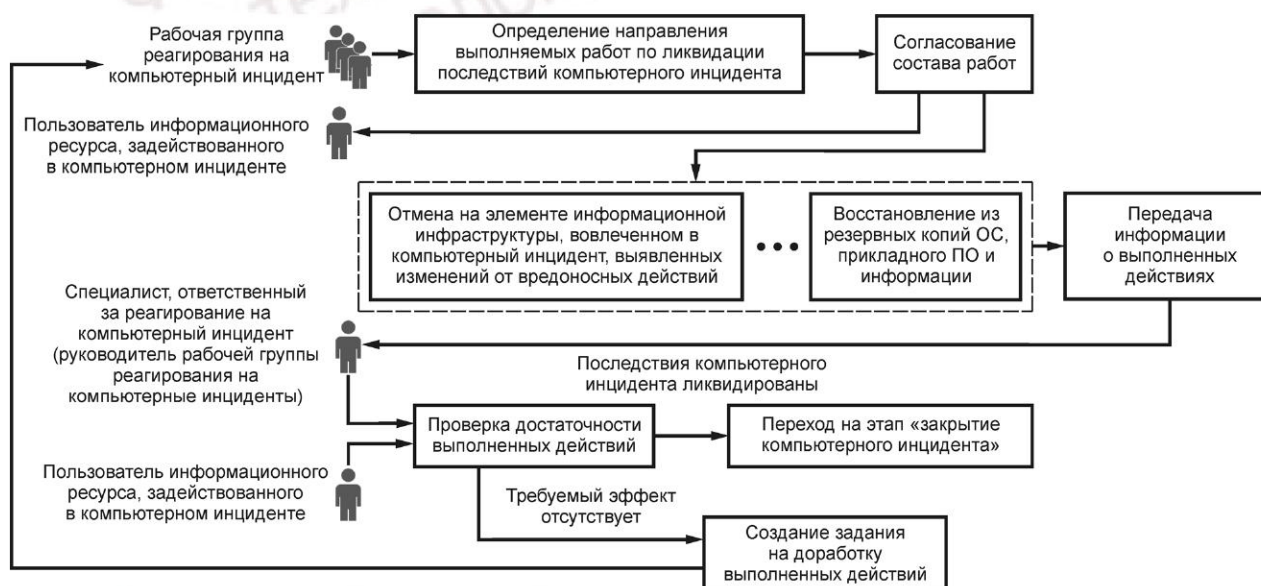 Рабочая группа
реагирования на
компьютерный инцидент
Определение направления
выполняемых работ по ликвидации
последствий компьютерного инцидента
Согласование
состава работ
Пользователь информационного
ресурса, задействованного
в компьютерном инциденте
Отмена на элементе информационной
инфраструктуры, вовлеченном в
компьютерный инцидент, выявленных
изменений от вредоносных действий
Восстановление из
резервных копий ОС,
прикладного ПО и
информации
Передача
информации
о выполненных
действиях
Специалист, ответственный
за реагирование на
компьютерный инцидент
(руководитель рабочей группы
реагирования на
компьютерные инциденты)
Последствия компьютерного
инцидента ликвидированы
Проверка достаточности
выполненных действий
Переход на этап «закрытие
компьютерного инцидента»
Пользователь информационного
ресурса, задействованного
в компьютерном инциденте
Требуемый эффект
отсутствует
Создание задания
на доработку
выполненных действий